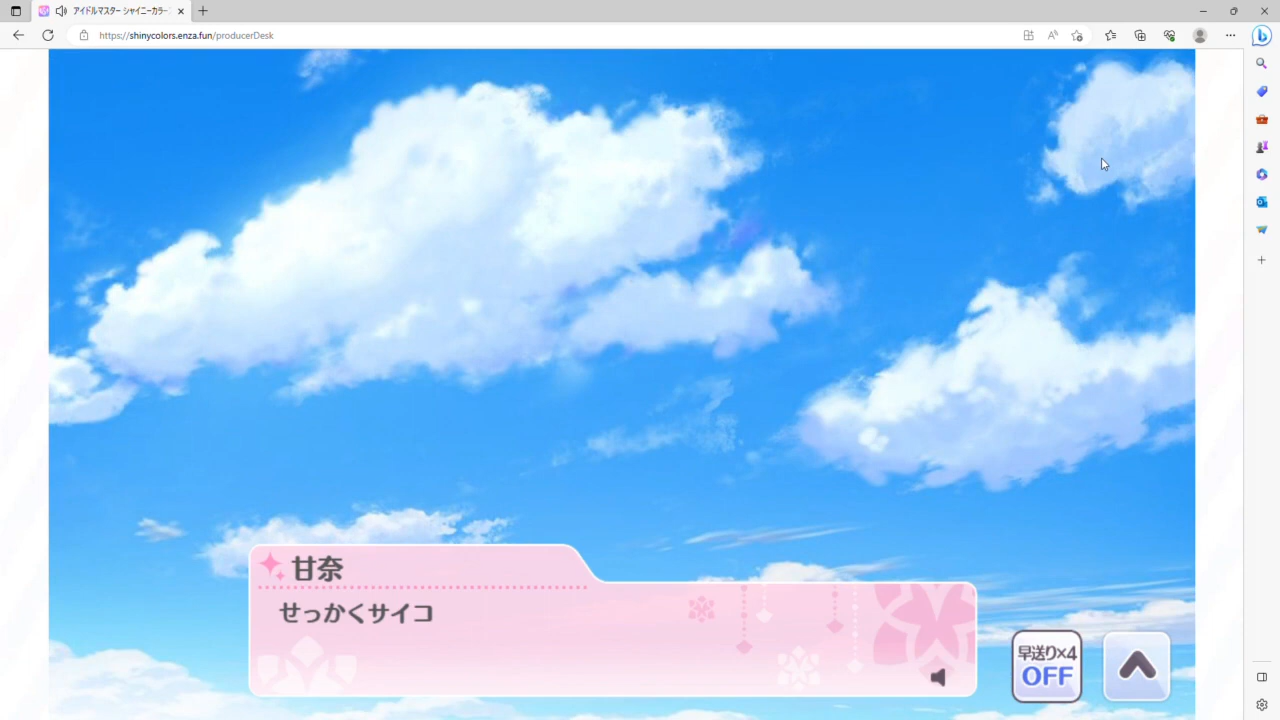 アイドルマスター シャイニーカラー
https://shinycolors.enza.fun/producerDesk
甘奈
せっかくサイコ
早送り×4
OFF